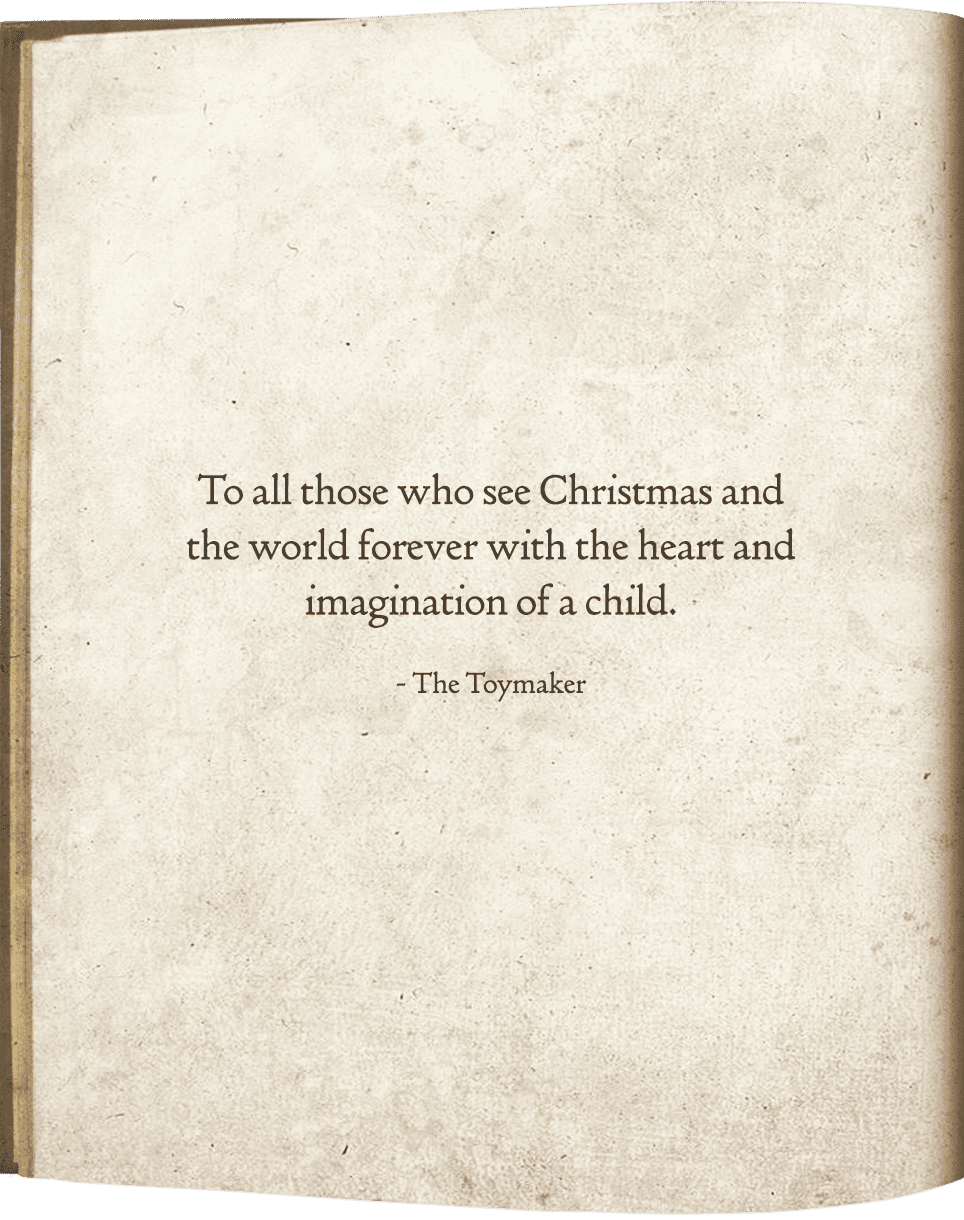 To all those who see Christmas and
the world forever with the heart and
imagination of a child.
- The Toymaker